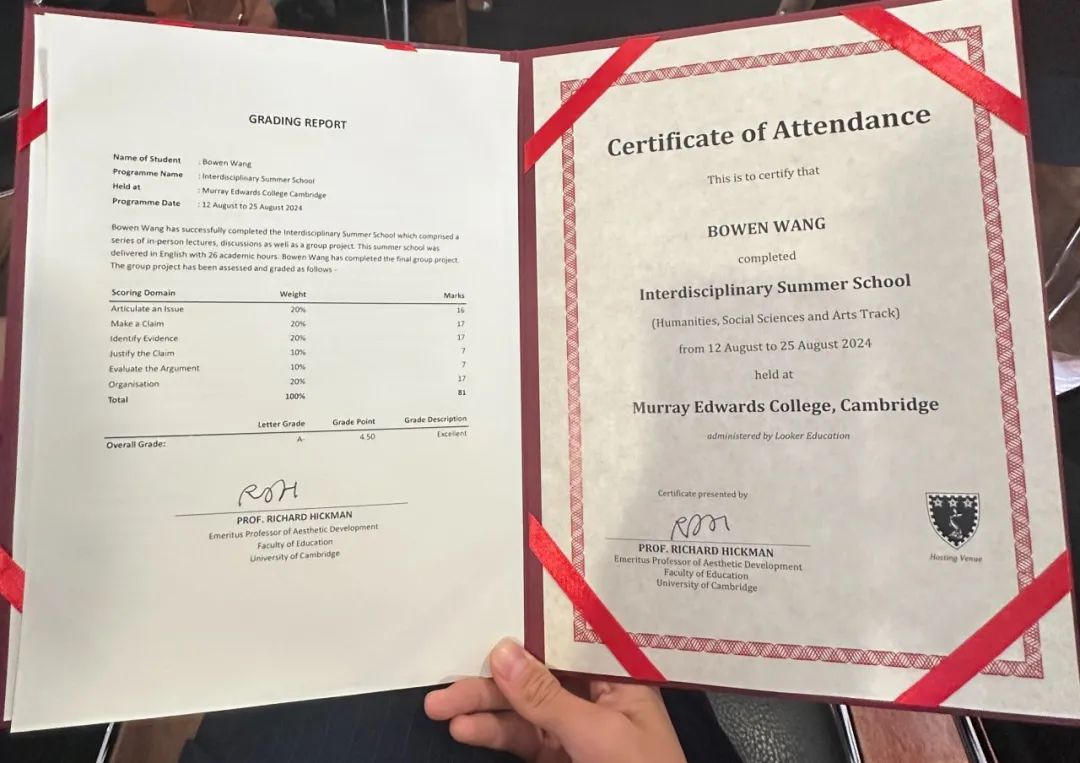 GRADING REPORT
Name of Student : Bowen Wang
Programme Name : Interdisciplinary Summer School
Held at : Murray Edwards College Cambridge
Programme Date : 12 August to 25 August 2024
Bowen Wang has successfully completed the Interdisciplinary Summer School which comprised a
series of in-person lectures, discussions as well as a group project. This summer school was
delivered in English with 26 academic hours. Bowen Wang has completed the final group project.
The group project has been assessed and graded as follows -
Scoring Domain Weight Marks
Articulate an Issue 20% 16
Make a Claim 20% 17
Identify Evidence 20% 17
Justify the Claim 10% 7
Evaluate the Argument 10% 7
Organisation 20% 17
Total 100% 81
Letter Grade Grade Point Grade Description
Overall Grade: A- 4.50 Excellent
PROF. RICHARD HICKMAN
Emeritus Professor of Aesthetic Development
Faculty of Education
University of Cambridge
Certificate of Attendance
This is to certify that
BOWEN WANG
completed
Interdisciplinary Summer School
(Humanities, Social Sciences and Arts Track)
from 12 August to 25 August 2024
held at
Murray Edwards College, Cambridge
administered by Looker Education
Certificate presented by
PROF. RICHARD HICKMAN
Emeritus Professor of Aesthetic Development
Faculty of Education
University of Cambridge
Hosting Venue